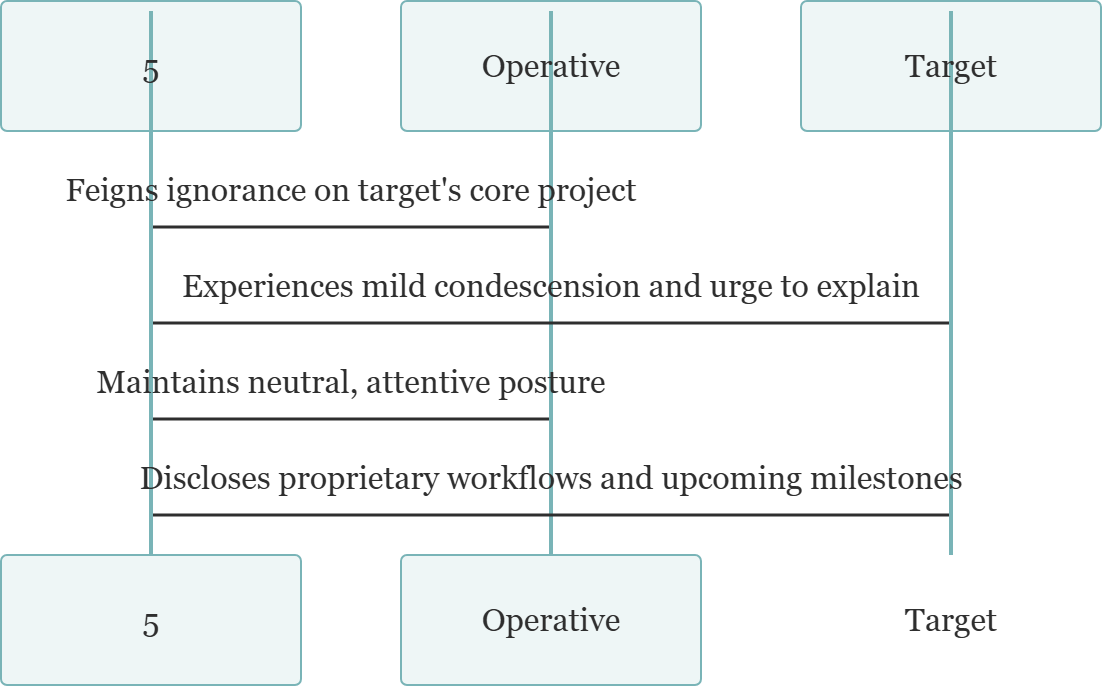 5
Operative
Target
Feigns ignorance on target's core project
Experiences mild condescension and urge to explain
Maintains neutral, attentive posture
Discloses proprietary workflows and upcoming milestones
5
Operative
Target